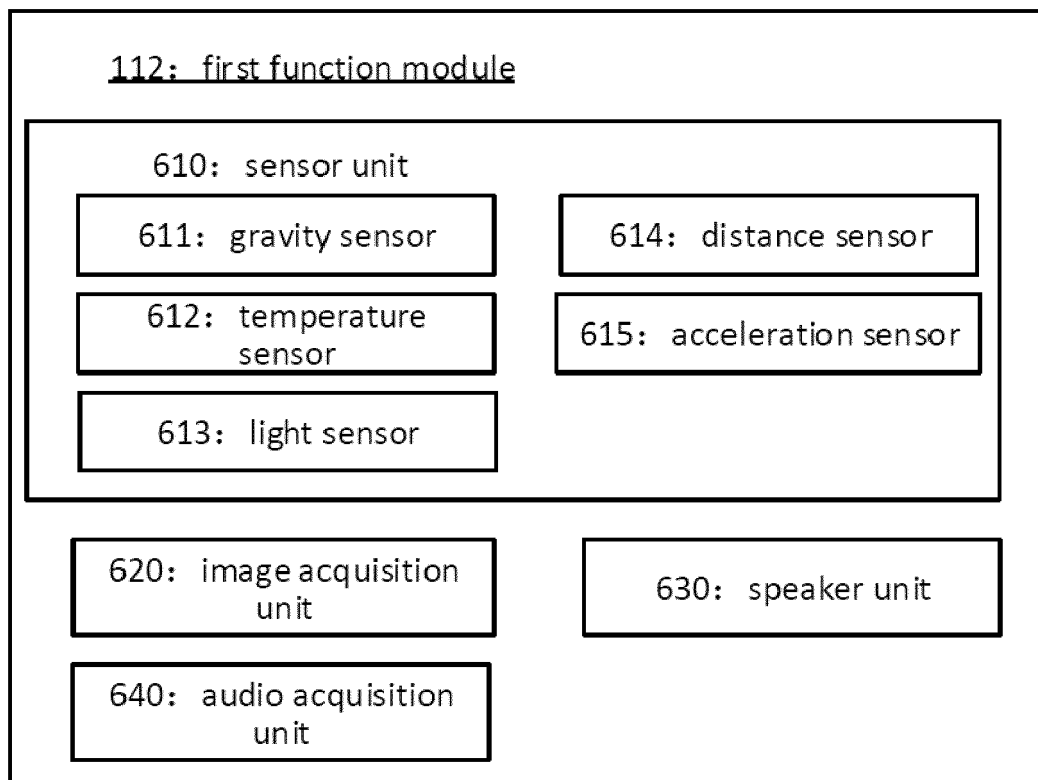 112： first function module
610： sensor unit
611： gravity sensor
614： distance sensor
612： temperature
sensor
615： acceleration sensor
613： light sensor
620： image acquisition
unit
630： speaker unit
640： audio acquisition
unit